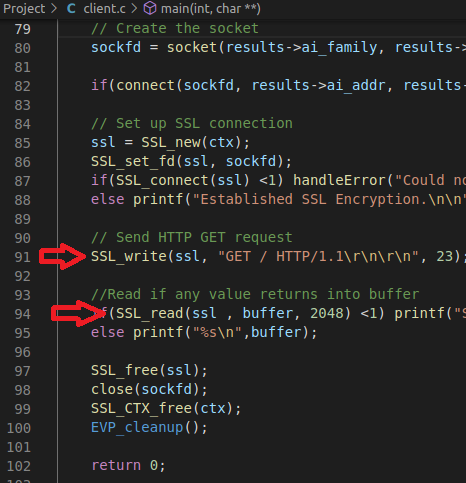 Project > C client.c > main(int, char **)
79 // Create the socket
80 sockfd = socket(results->ai_family, results->
81
82 if(connect(sockfd, results->ai_addr, results-
83
84 // Set up SSL connection
85 ssl = SSL_new(ctx);
86 SSL_set_fd(ssl, sockfd);
87 if(SSL_connect(ssl) <1) handleError("Could no
88 else printf("Established SSL Encryption.\n\n"
89
90 // Send HTTP GET request
91 SSL_write(ssl, "GET / HTTP/1.1\r\n\r\n", 23);
92
93 //Read if any value returns into buffer
94 if(SSL_read(ssl , buffer, 2048) <1) printf("S
95 else printf("%s\n",buffer);
96
97 SSL_free(ssl);
98 close(sockfd);
99 SSL_CTX_free(ctx);
100 EVP_cleanup();
101
102 return 0;